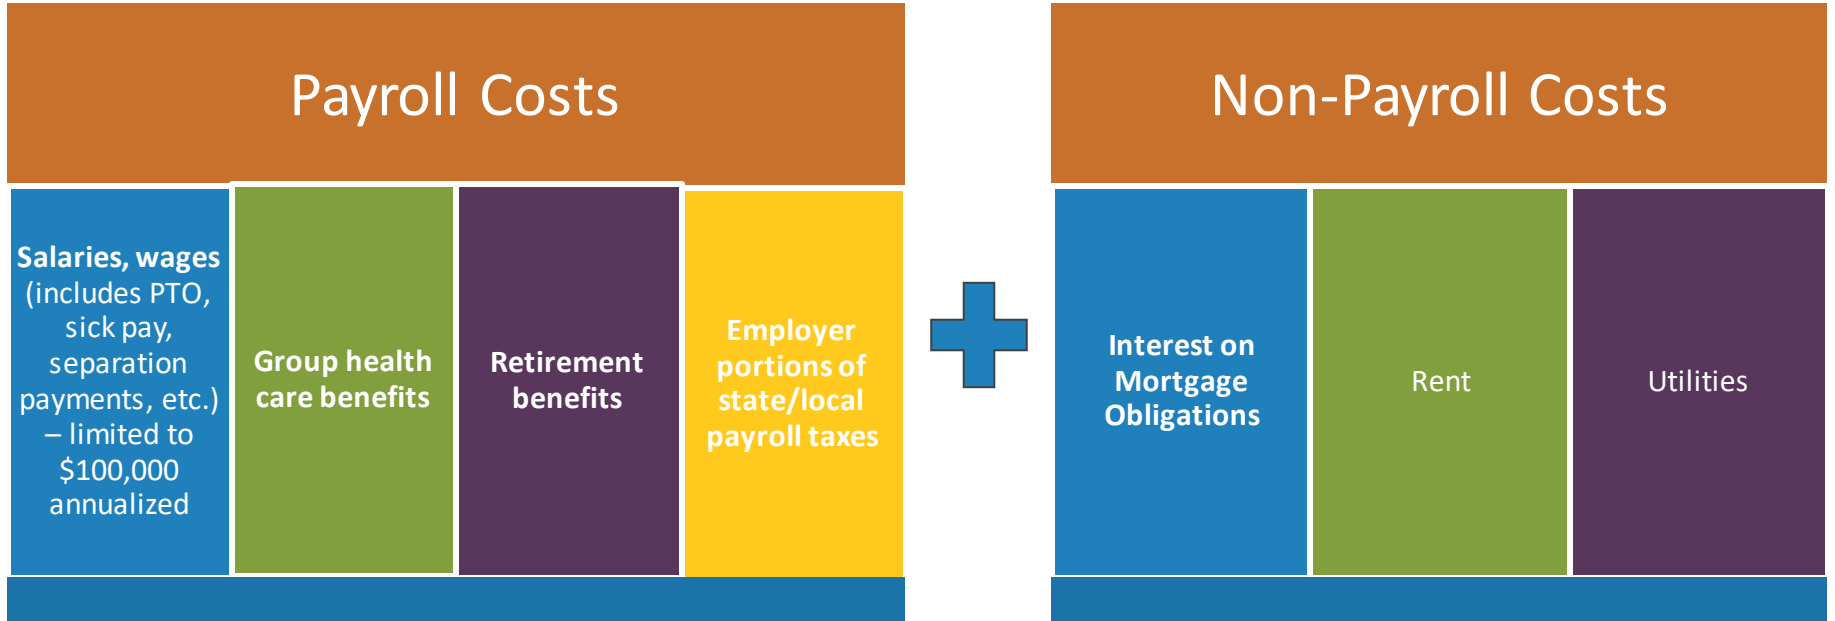 Payroll Costs
Salaries, wages
(includes PTO,
sick pay,
separation
payments, etc.)
– limited to
$100,000
annualized
Group health
care benefits
Retirement
benefits
Employer
portions of
state/local
payroll taxes
Non-Payroll Costs
Interest on
Mortgage
Obligations
Rent
Utilities